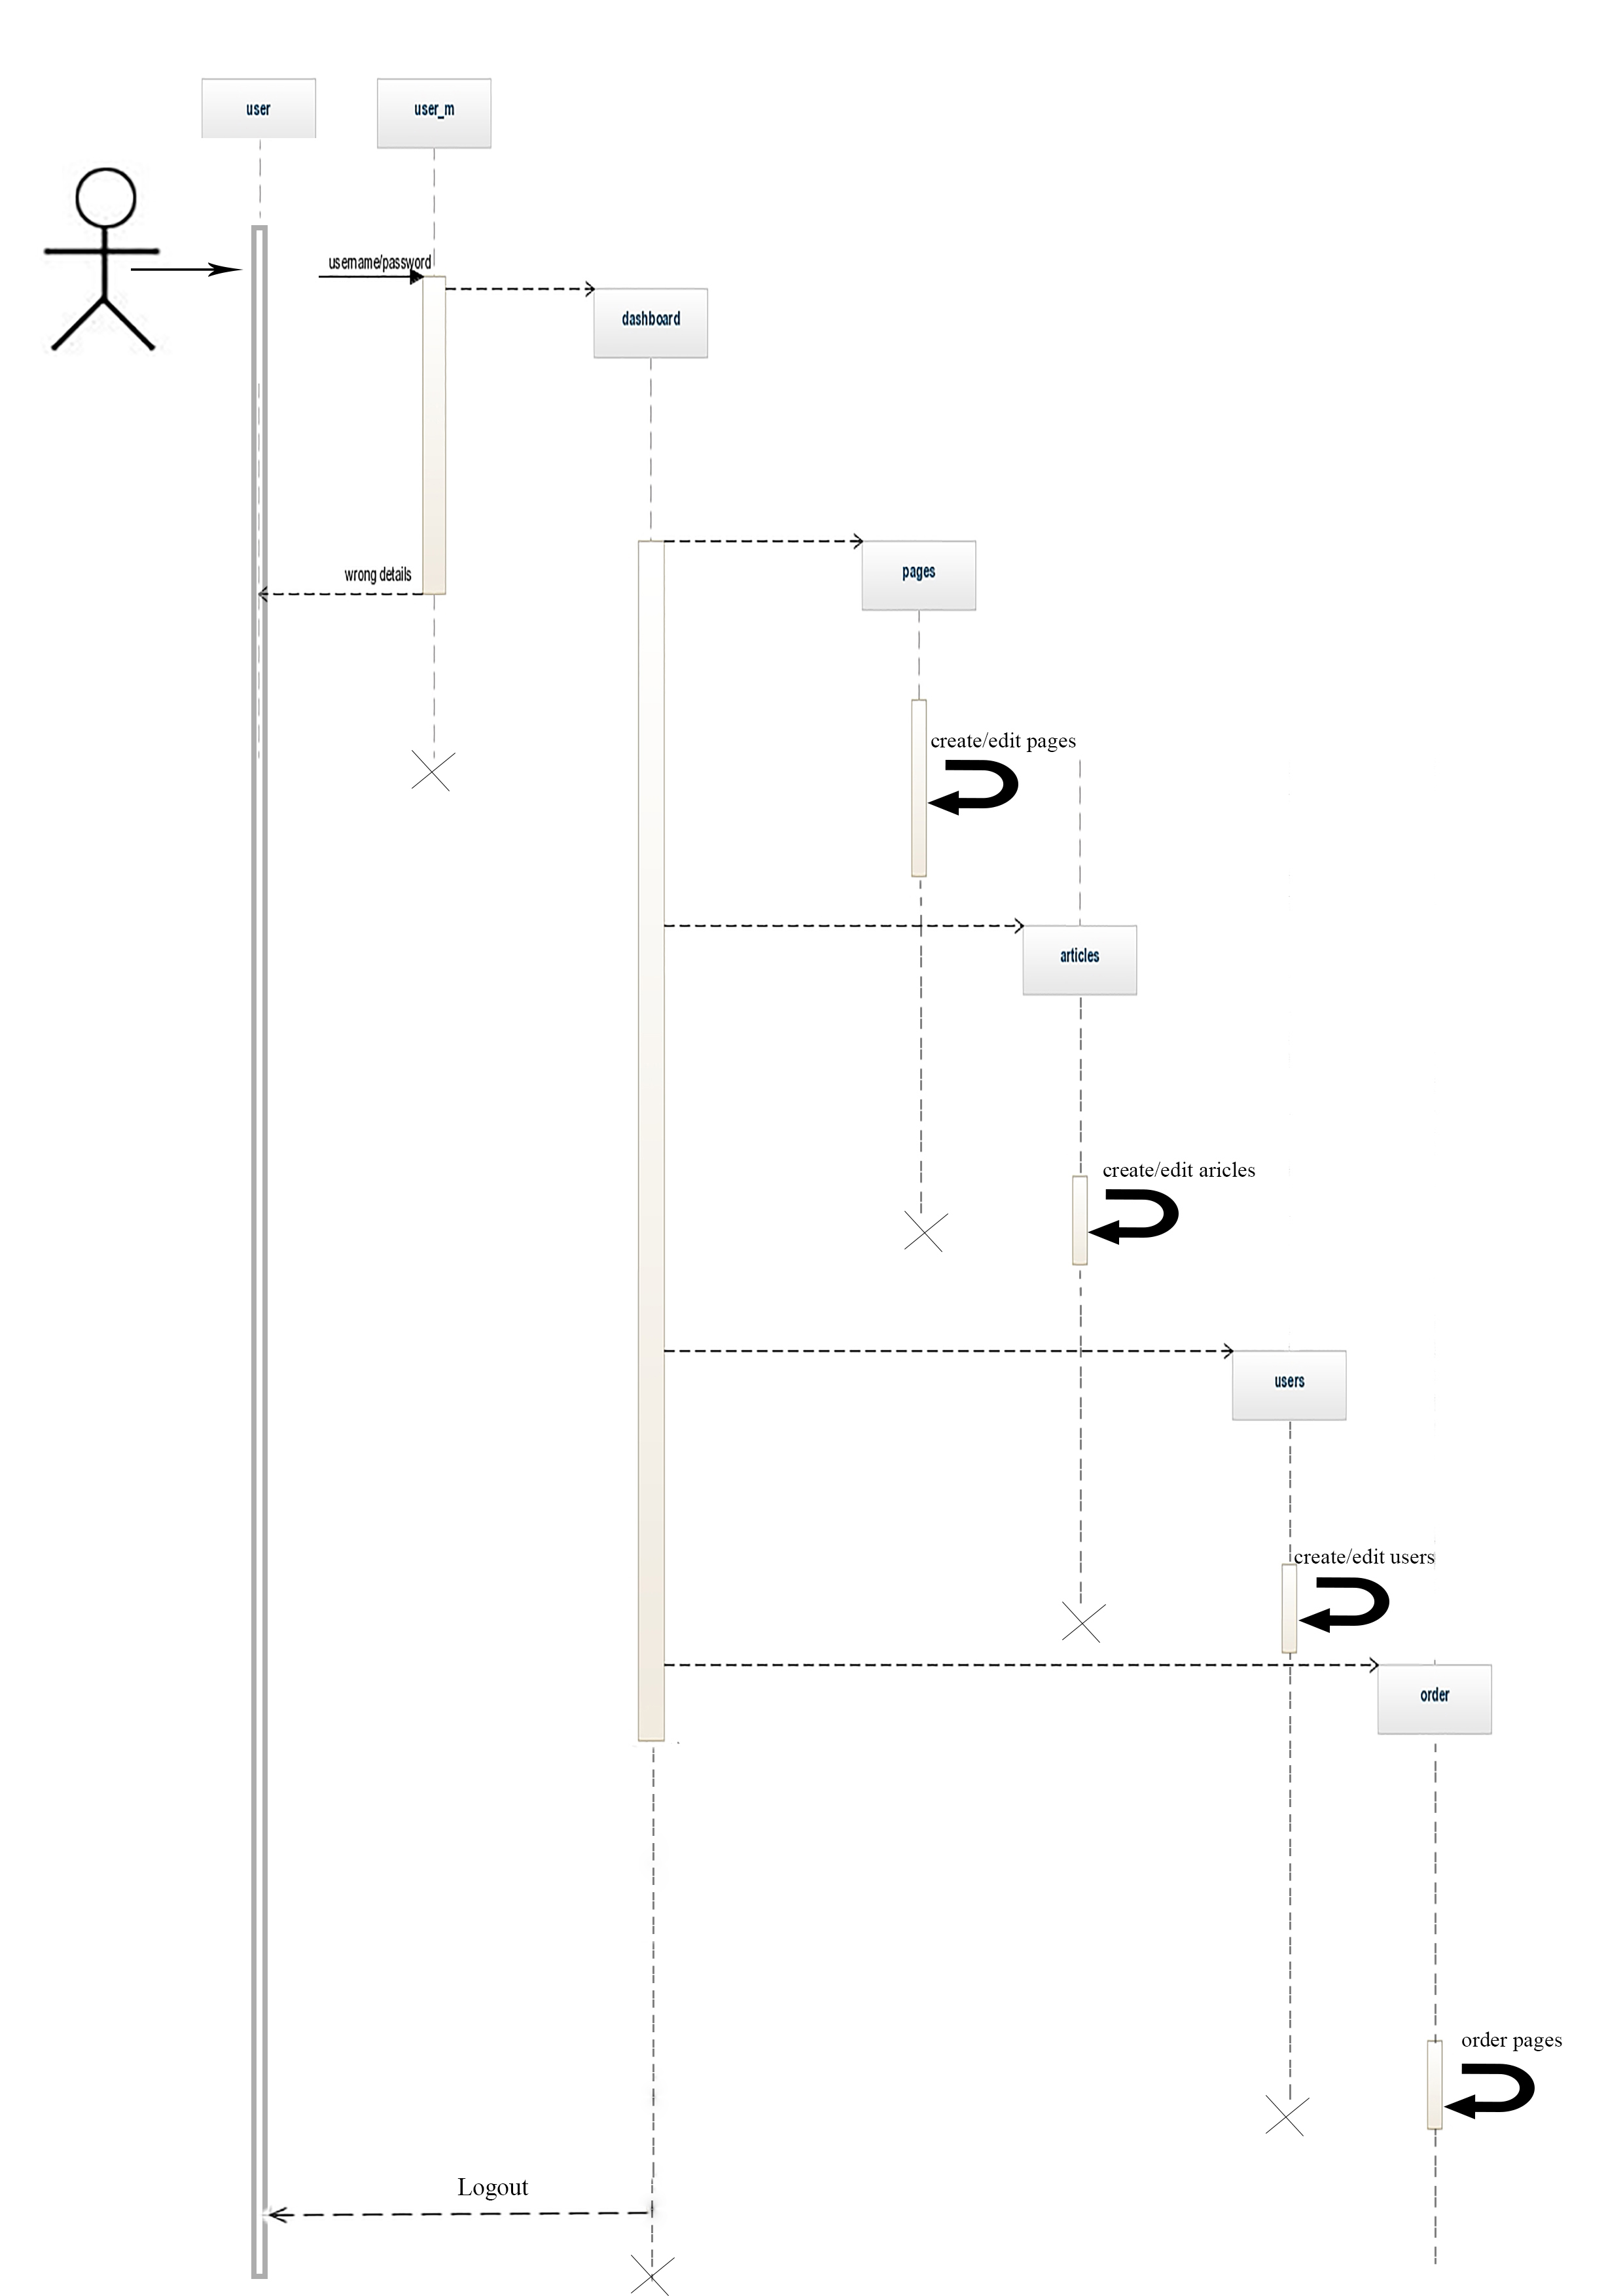 user
user_m
username/password
dashboard
pages
wrong details
create/edit pages
articles
create/edit aricles
users
create/edit users
order
order pages
Logout